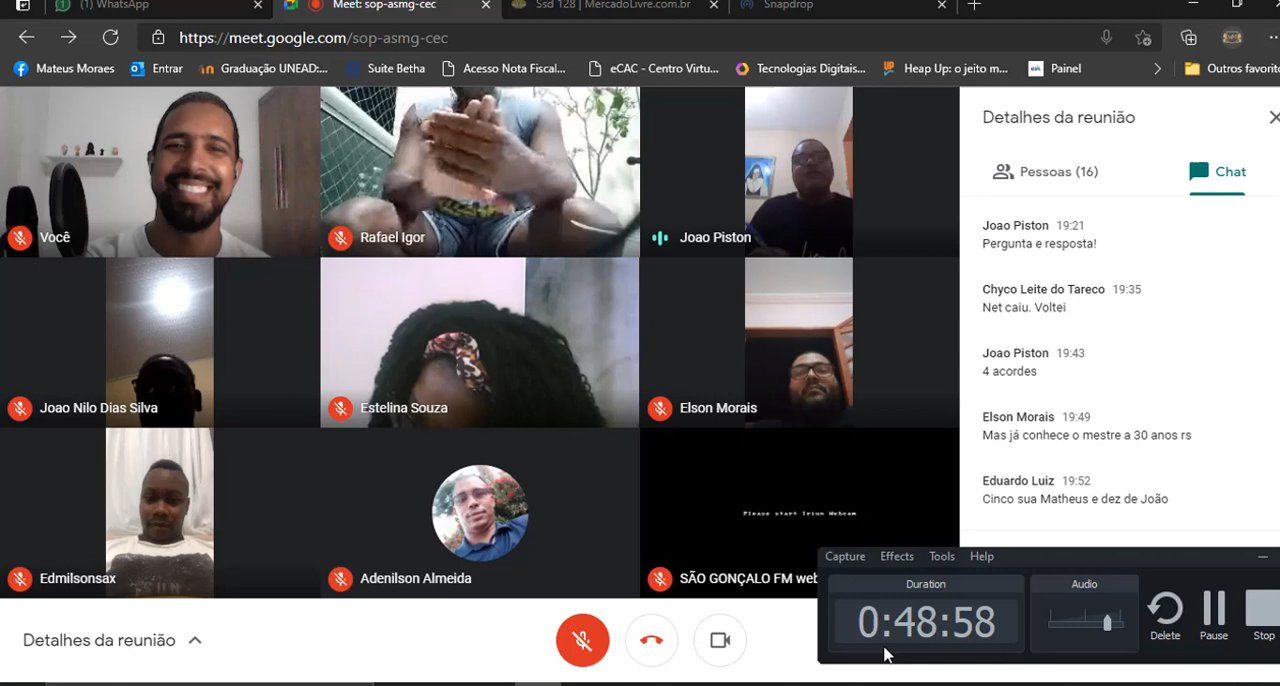 (1) WhatsApp
Meet: sop-asmg-cec
Ssd 128 | MercadoLivre.com.br
Snapdrop
https://meet.google.com/sop-asmg-cec
Mateus Moraes
Entrar
Graduação UNEAD:...
Suite Betha
Acesso Nota Fiscal...
eCAC - Centro Virtu...
Tecnologias Digitais...
Heap Up: o jeito m...
Painel
Outros favorit
Você
Rafael Igor
Joao Piston
Joao Nilo Dias Silva
Estelina Souza
Elson Morais
Edmilsonsax
Adenilson Almeida
Please start Iriun Webcam
SÃO GONÇALO FM web
Detalhes da reunião
Pessoas (16)
Chat
Joao Piston 19:21
Pergunta e resposta!
Chyco Leite do Tareco 19:35
Net caiu. Voltei
Joao Piston 19:43
4 acordes
Elson Morais 19:49
Mas já conhece o mestre a 30 anos rs
Eduardo Luiz 19:52
Cinco sua Matheus e dez de João
Capture Effects Tools Help
Duration
0:48:58
Audio
Delete
Pause
Stop
Detalhes da reunião